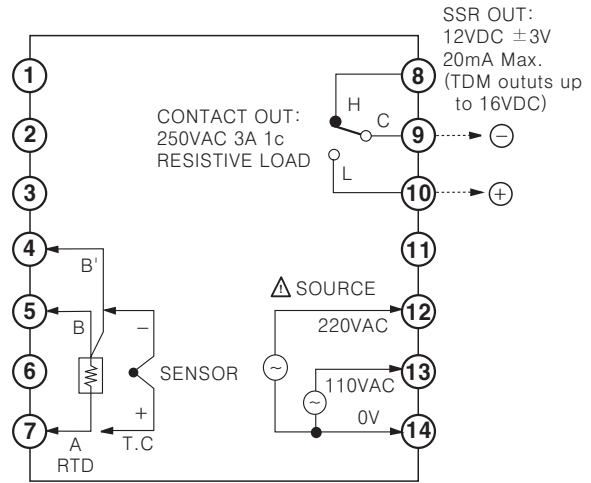 SSR OUT:
12VDC ±3V
20mA Max.
(TDM oututs up
to 16VDC)
1
8
H
CONTACT OUT:
250VAC 3A 1c
RESISTIVE LOAD
C
2
9
−
L
3
10
+
4
11
B'
⚠ SOURCE
5
12
B
−
220VAC
6
SENSOR
~
13
110VAC
~
+
0V
7
14
A
RTD
T.C